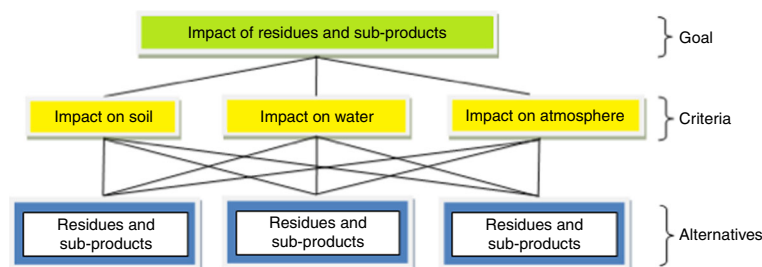 Impact of residues and sub-products
Goal
Impact on soil
Impact on water
Impact on atmosphere
Criteria
Residues and
sub-products
Residues and
sub-products
Residues and
sub-products
Alternatives